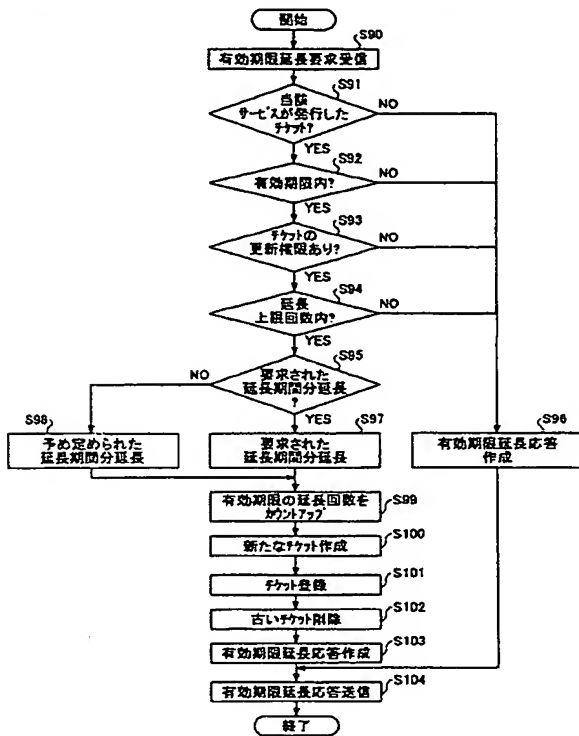 開始
S90
有効期限延長要求受信
S91
当該
サービスが発行した
チケット?
NO
YES
S92
有効期限内?
NO
YES
S93
チケットの
更新権限あり?
NO
YES
S94
延長
上限回数内?
NO
YES
S95
要求された
延長期間分延長
?
NO
YES
S98
予め定められた
延長期間分延長
S97
要求された
延長期間分延長
S96
有効期限延長応答
作成
S99
有効期限の延長回数を
カウントアップ
S100
新たなチケット作成
S101
チケット登録
S102
古いチケット削除
S103
有効期限延長応答作成
S104
有効期限延長応答送信
終了